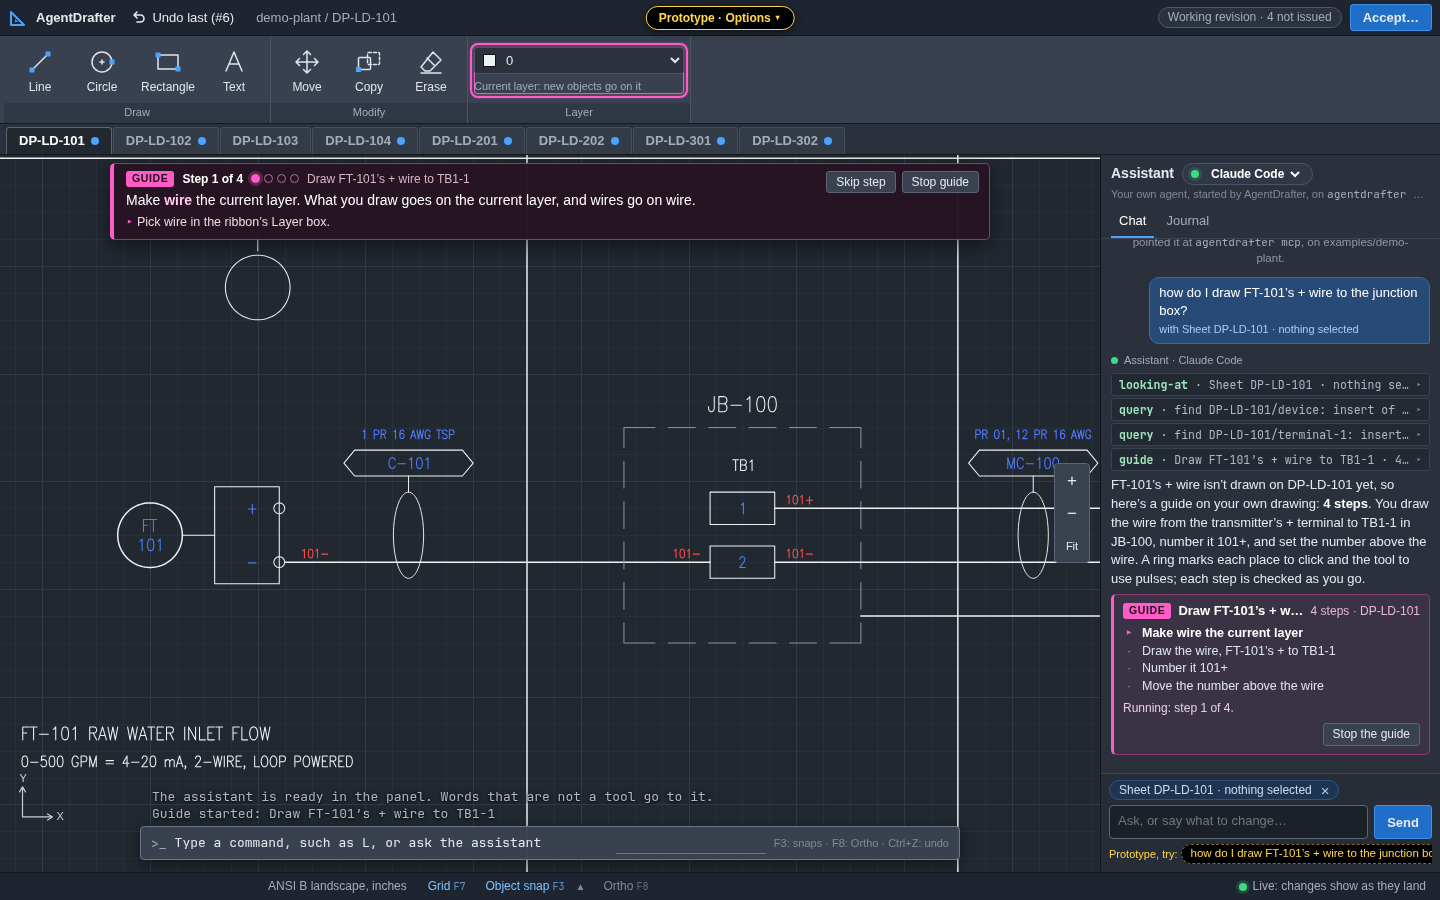 AgentDrafter
Undo last (#6)
demo-plant / DP-LD-101
Prototype · Options ▾
Working revision · 4 not issued
Accept…
Line
Circle
Rectangle
Text
Draw
Move
Copy
Erase
Modify
0
Current layer: new objects go on it
Layer
DP-LD-101
DP-LD-102
DP-LD-103
DP-LD-104
DP-LD-201
DP-LD-202
DP-LD-301
DP-LD-302
GUIDE Step 1 of 4 Draw FT-101's + wire to TB1-1
Make wire the current layer. What you draw goes on the current layer, and wires go on wire.
▸ Pick wire in the ribbon's Layer box.
Skip step
Stop guide
JB-100
1 PR 16 AWG TSP
C-101
TB1
PR 01, 12 PR 16 AWG
MC-100
1
101+
FT
101
+
−
101−
101−
2
101−
+
−
Fit
FT-101 RAW WATER INLET FLOW
0-500 GPM = 4-20 mA, 2-WIRE, LOOP POWERED
Y
X
The assistant is ready in the panel. Words that are not a tool go to it.
Guide started: Draw FT-101's + wire to TB1-1
>_ Type a command, such as L, or ask the assistant
F3: snaps · F8: Ortho · Ctrl+Z: undo
Assistant
Claude Code
Your own agent, started by AgentDrafter, on agentdrafter …
Chat
Journal
pointed it at agentdrafter mcp, on examples/demo-
plant.
how do I draw FT-101's + wire to the junction
box?
with Sheet DP-LD-101 · nothing selected
Assistant · Claude Code
looking-at · Sheet DP-LD-101 · nothing se… ▸
query · find DP-LD-101/device: insert of … ▸
query · find DP-LD-101/terminal-1: insert… ▸
guide · Draw FT-101's + wire to TB1-1 · 4… ▸
FT-101's + wire isn't drawn on DP-LD-101 yet, so
here's a guide on your own drawing: 4 steps. You draw
the wire from the transmitter's + terminal to TB1-1 in
JB-100, number it 101+, and set the number above the
wire. A ring marks each place to click and the tool to
use pulses; each step is checked as you go.
GUIDE Draw FT-101's + w… 4 steps · DP-LD-101
▸ Make wire the current layer
· Draw the wire, FT-101's + to TB1-1
· Number it 101+
· Move the number above the wire
Running: step 1 of 4.
Stop the guide
Sheet DP-LD-101 · nothing selected ×
Ask, or say what to change…
Send
Prototype, try: how do I draw FT-101's + wire to the junction bo
ANSI B landscape, inches
Grid F7
Object snap F3 ▴
Ortho F8
Live: changes show as they land